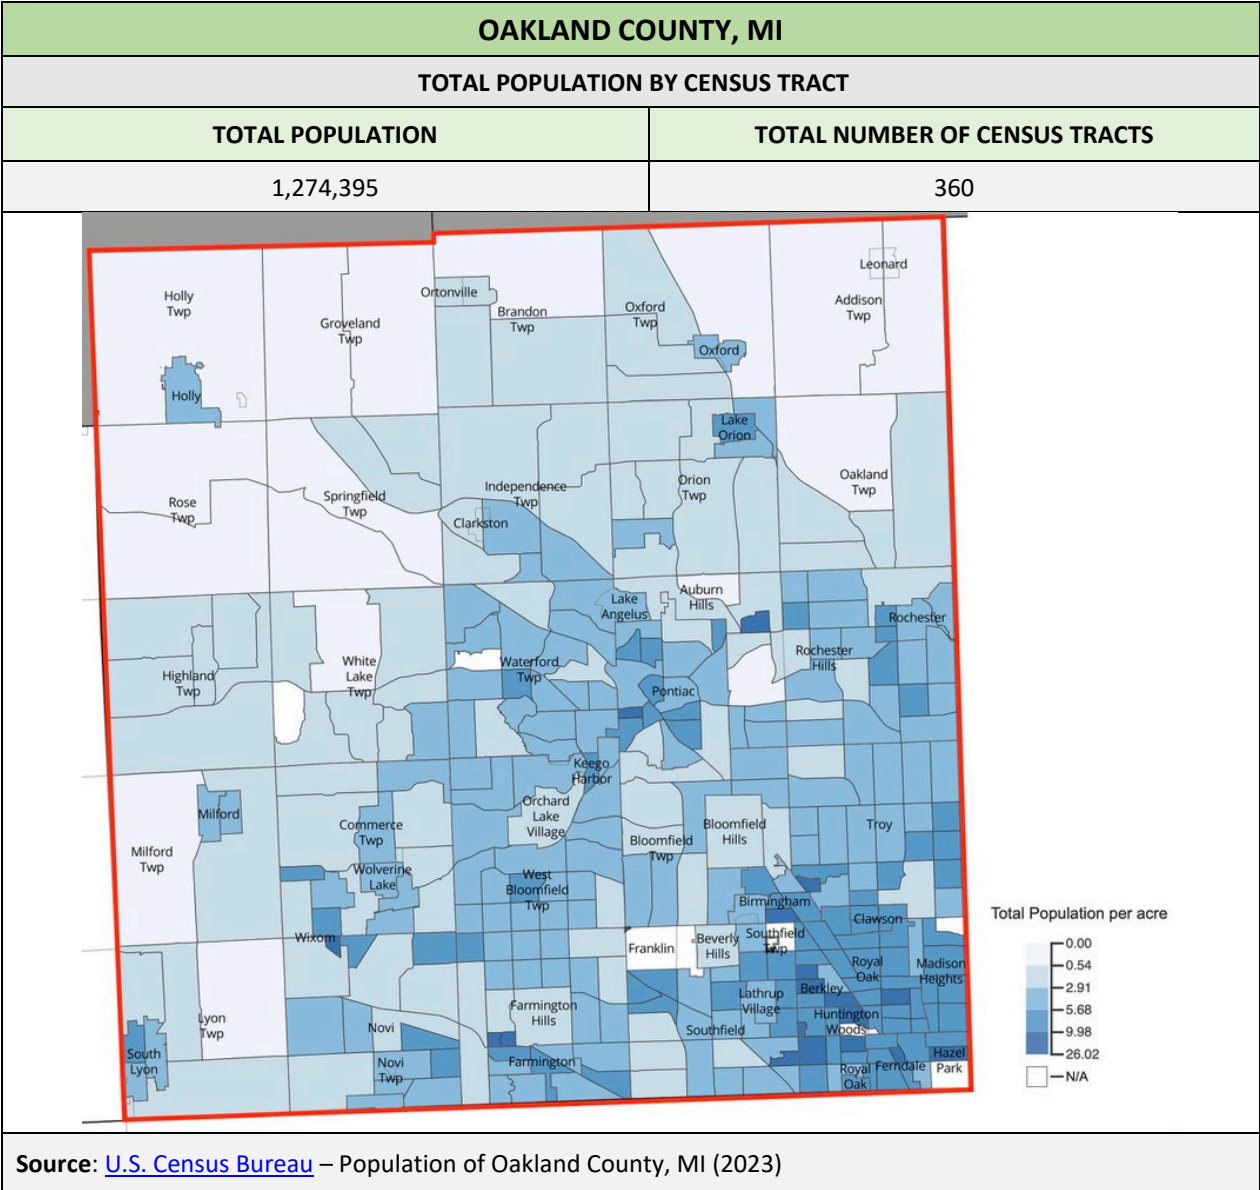 OAKLAND COUNTY, MI
TOTAL POPULATION BY CENSUS TRACT
TOTAL POPULATION
TOTAL NUMBER OF CENSUS TRACTS
1,274,395
360
Leonard
Holly
Twp
Groveland
Twp
Ortonville
Brandon
Twp
Oxford
Twp
Addison
Twp
Oxford
Holly
Lake
Orion
Rose
Twp
Springfield
Twp
Independence
Twp
Clarkston
Orion
Twp
Oakland
Twp
Lake
Angelus
Auburn
Hills
Rochester
Highland
Twp
White
Lake
Twp
Waterford
Twp
Pontiac
Rochester
Hills
Keego
Harbor
Milford
Commerce
Twp
Orchard
Lake
Village
Bloomfield
Twp
Bloomfield
Hills
Troy
Milford
Twp
Wolverine
Lake
West
Bloomfield
Twp
Birmingham
Clawson
Wixom
Franklin
Beverly
Hills
Southfield
Twp
Royal
Oak
Madison
Heights
Lathrup
Village
Berkley
Huntington
Woods
Lyon
Twp
Novi
Farmington
Hills
Southfield
South
Lyon
Novi
Twp
Farmington
Royal
Oak
Ferndale
Hazel
Park
Total Population per acre
0.00
0.54
2.91
5.68
9.98
26.02
N/A
Source: U.S. Census Bureau – Population of Oakland County, MI (2023)